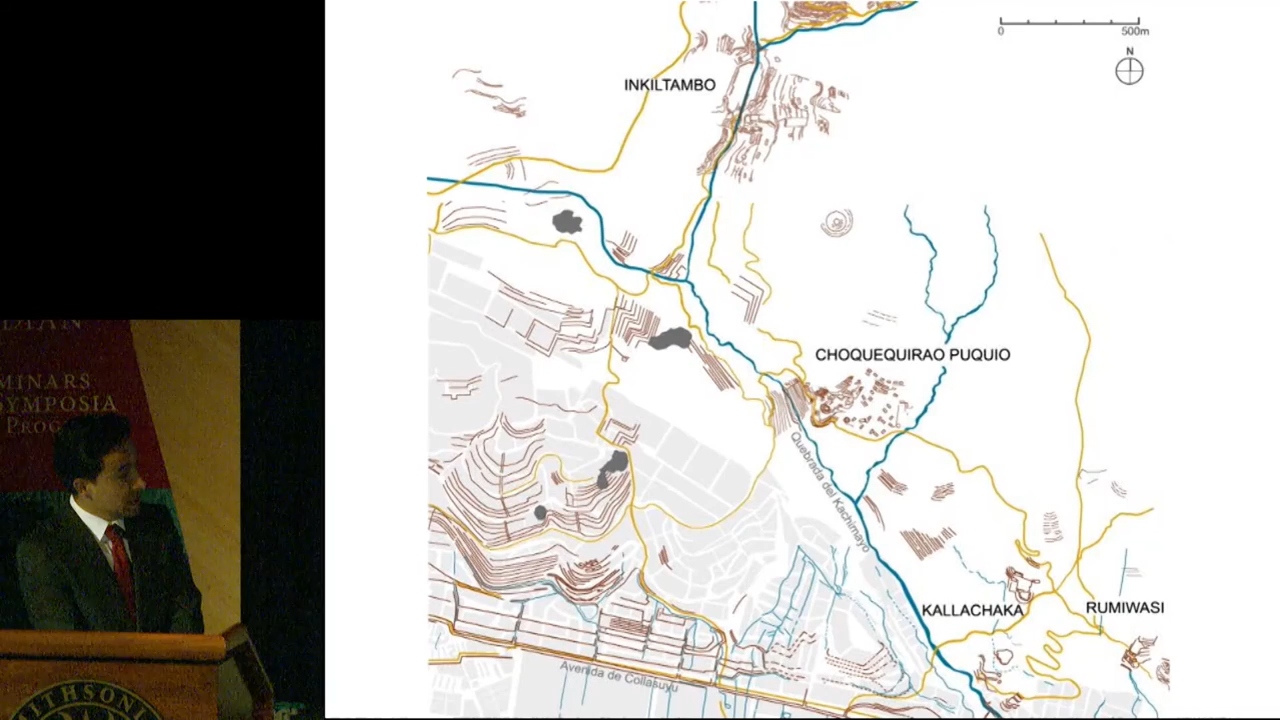 0 500m
N
INKILTAMBO
CHOQUEQUIRAO PUQUIO
Quebrada del Kachimayo
KALLACHAKA
RUMIWASI
Avenida de Collasuyu
MINARS
SYMPOSIA